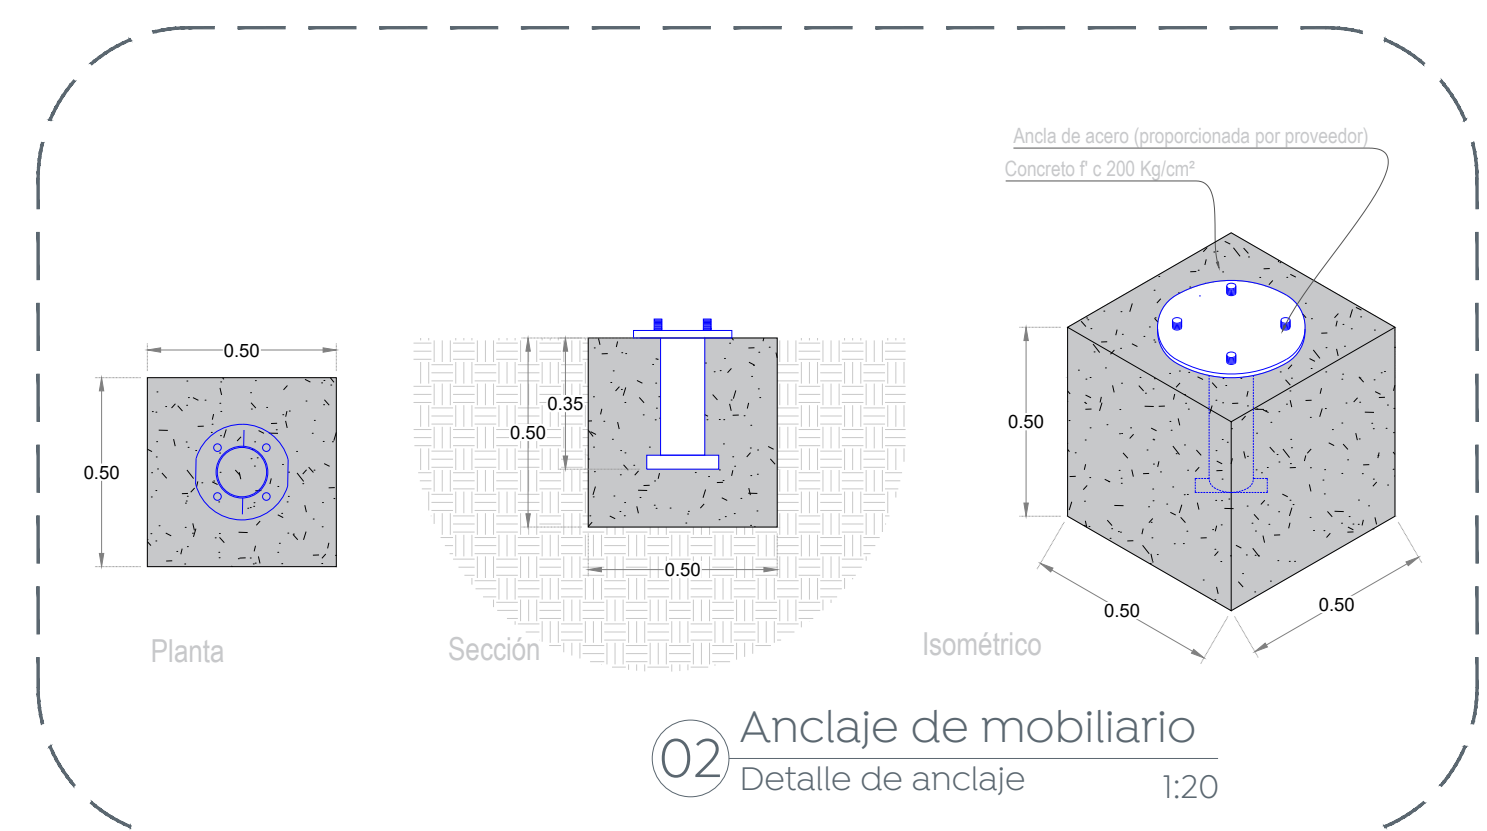 Ancla de acero (proporcionada por proveedor)
Concreto f' c 200 Kg/cm²
0.50
0.50
0.35
0.50
0.50
0.50
0.50
0.50
Planta
Sección
Isométrico
02
Anclaje de mobiliario
Detalle de anclaje
1:20